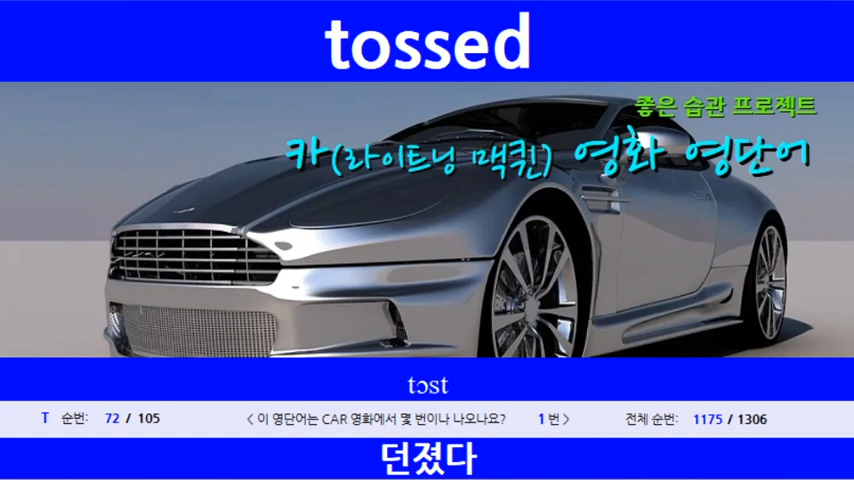 tossed
좋은 습관 프로젝트
카(라이트닝 맥퀸) 영화 영단어
tɔst
T 순번: 72 / 105 < 이 영단어는 CAR 영화에서 몇 번이나 나오나요? 1 번 > 전체 순번: 1175 / 1306
던졌다